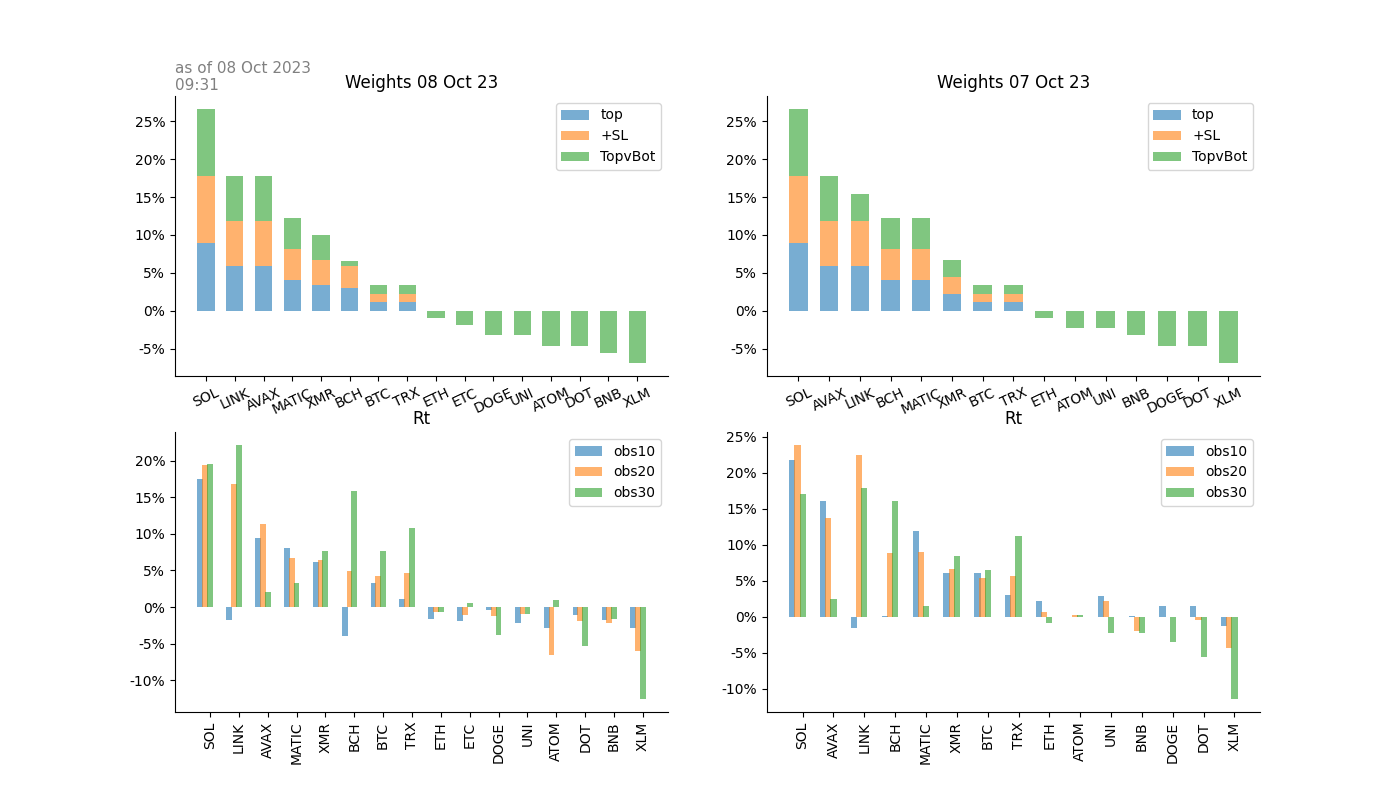 as of 08 Oct 2023
09:31
Weights 08 Oct 23
25%
20%
15%
10%
5%
0%
-5%
top
+SL
TopvBot
SOL LINK AVAX MATIC XMR BCH BTC TRX ETH ETC DOGE UNI ATOM DOT BNB XLM
Weights 07 Oct 23
25%
20%
15%
10%
5%
0%
-5%
top
+SL
TopvBot
SOL AVAX LINK BCH MATIC XMR BTC TRX ETH ATOM UNI BNB DOGE DOT XLM
Rt
20%
15%
10%
5%
0%
-5%
-10%
obs10
obs20
obs30
SOL LINK AVAX MATIC XMR BCH BTC TRX ETH ETC DOGE UNI ATOM DOT BNB XLM
Rt
25%
20%
15%
10%
5%
0%
-5%
-10%
obs10
obs20
obs30
SOL AVAX LINK BCH MATIC XMR BTC TRX ETH ATOM UNI BNB DOGE DOT XLM